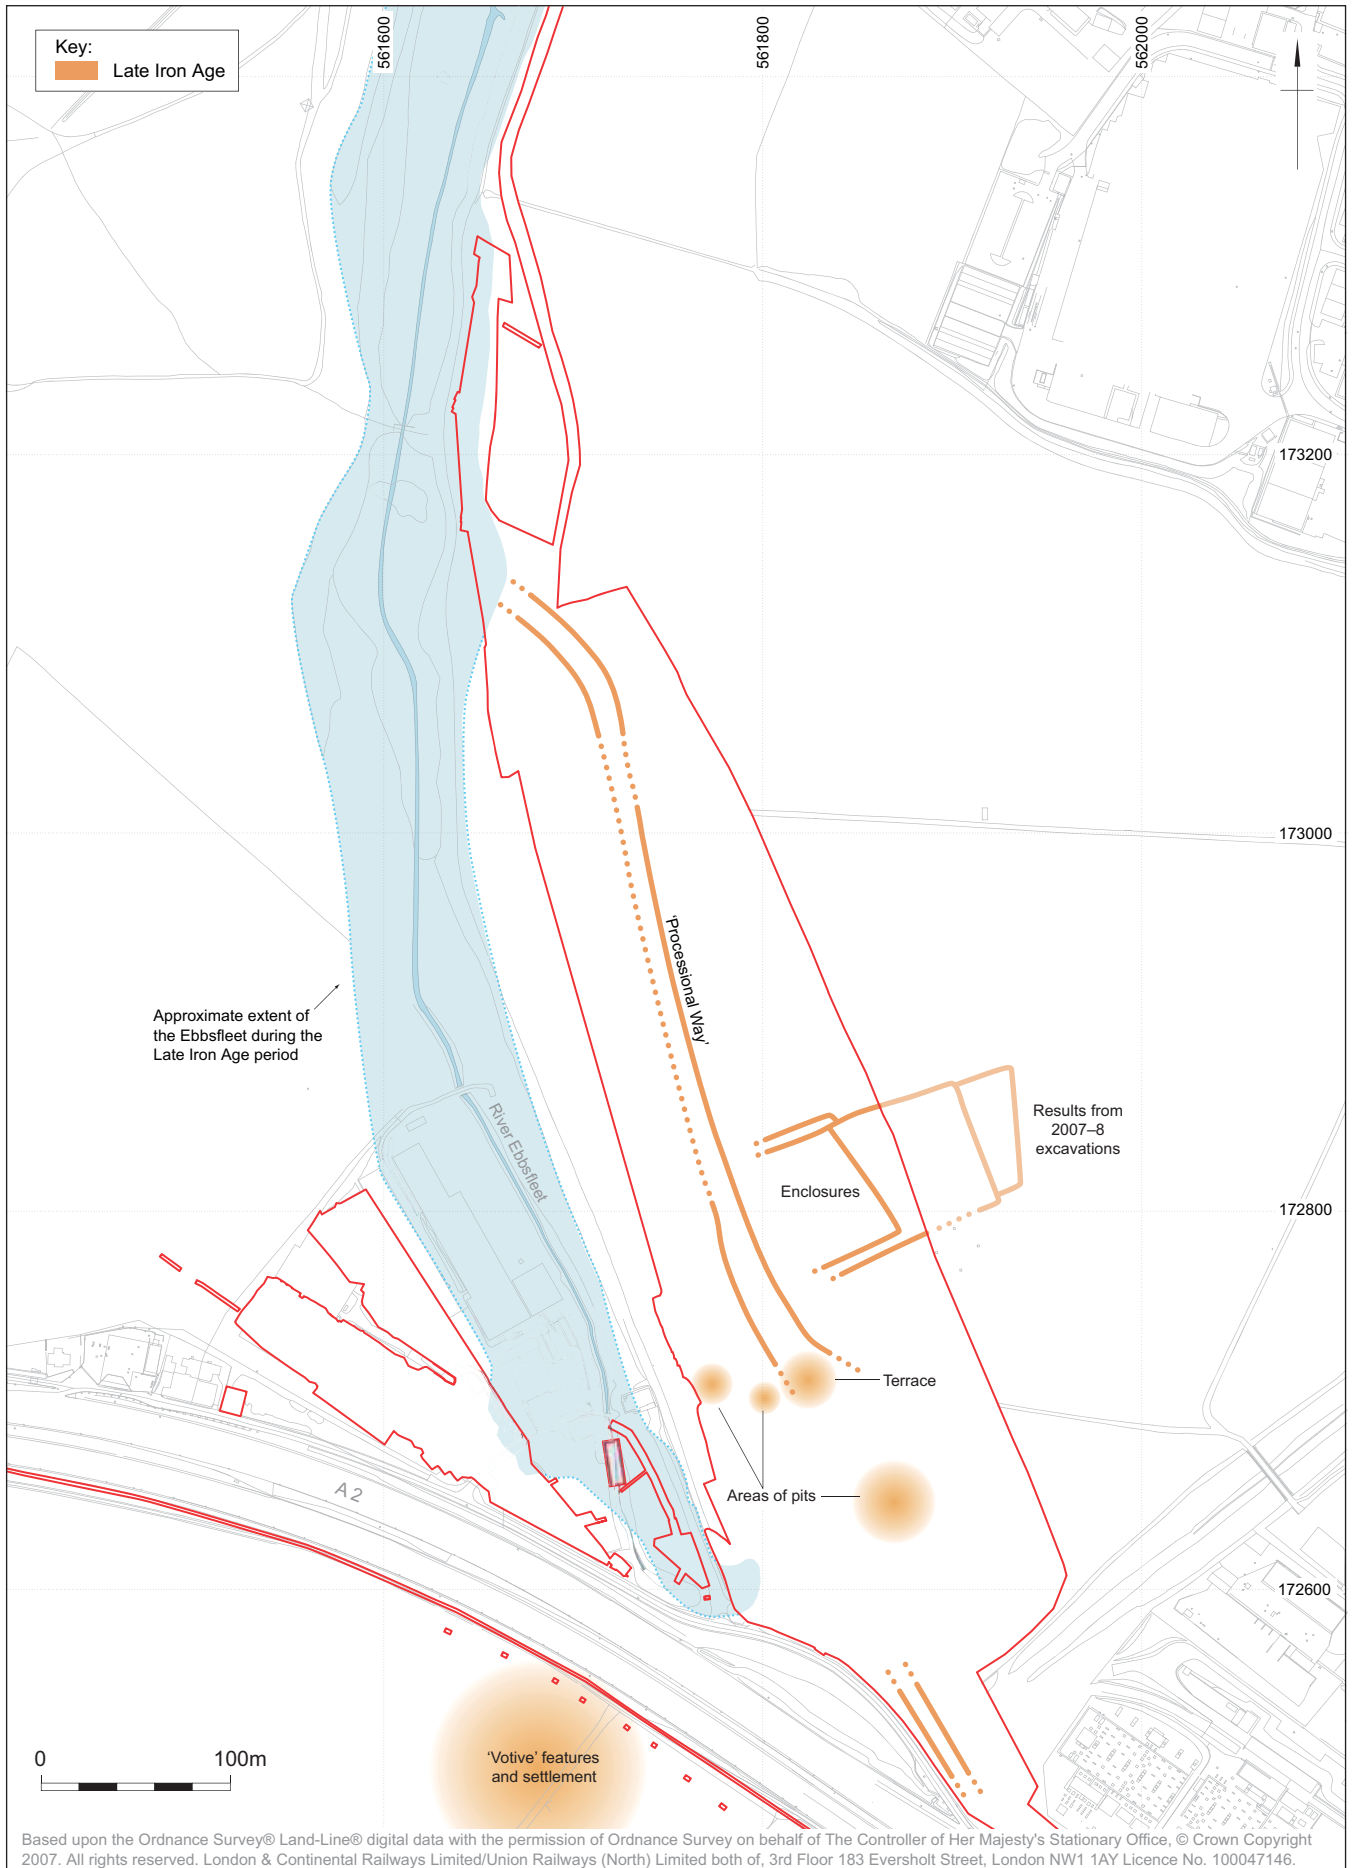 Key:
Late Iron Age
561600
561800
562000
173200
173000
'Processional Way'
Approximate extent of
the Ebbsfleet during the
Late Iron Age period
River Ebbsfleet
Results from
2007–8
excavations
Enclosures
172800
Terrace
Areas of pits
A 2
172600
0 100m
'Votive' features
and settlement
Based upon the Ordnance Survey® Land-Line® digital data with the permission of Ordnance Survey on behalf of The Controller of Her Majesty's Stationary Office, © Crown Copyright
2007. All rights reserved. London & Continental Railways Limited/Union Railways (North) Limited both of, 3rd Floor 183 Eversholt Street, London NW1 1AY Licence No. 100047146.